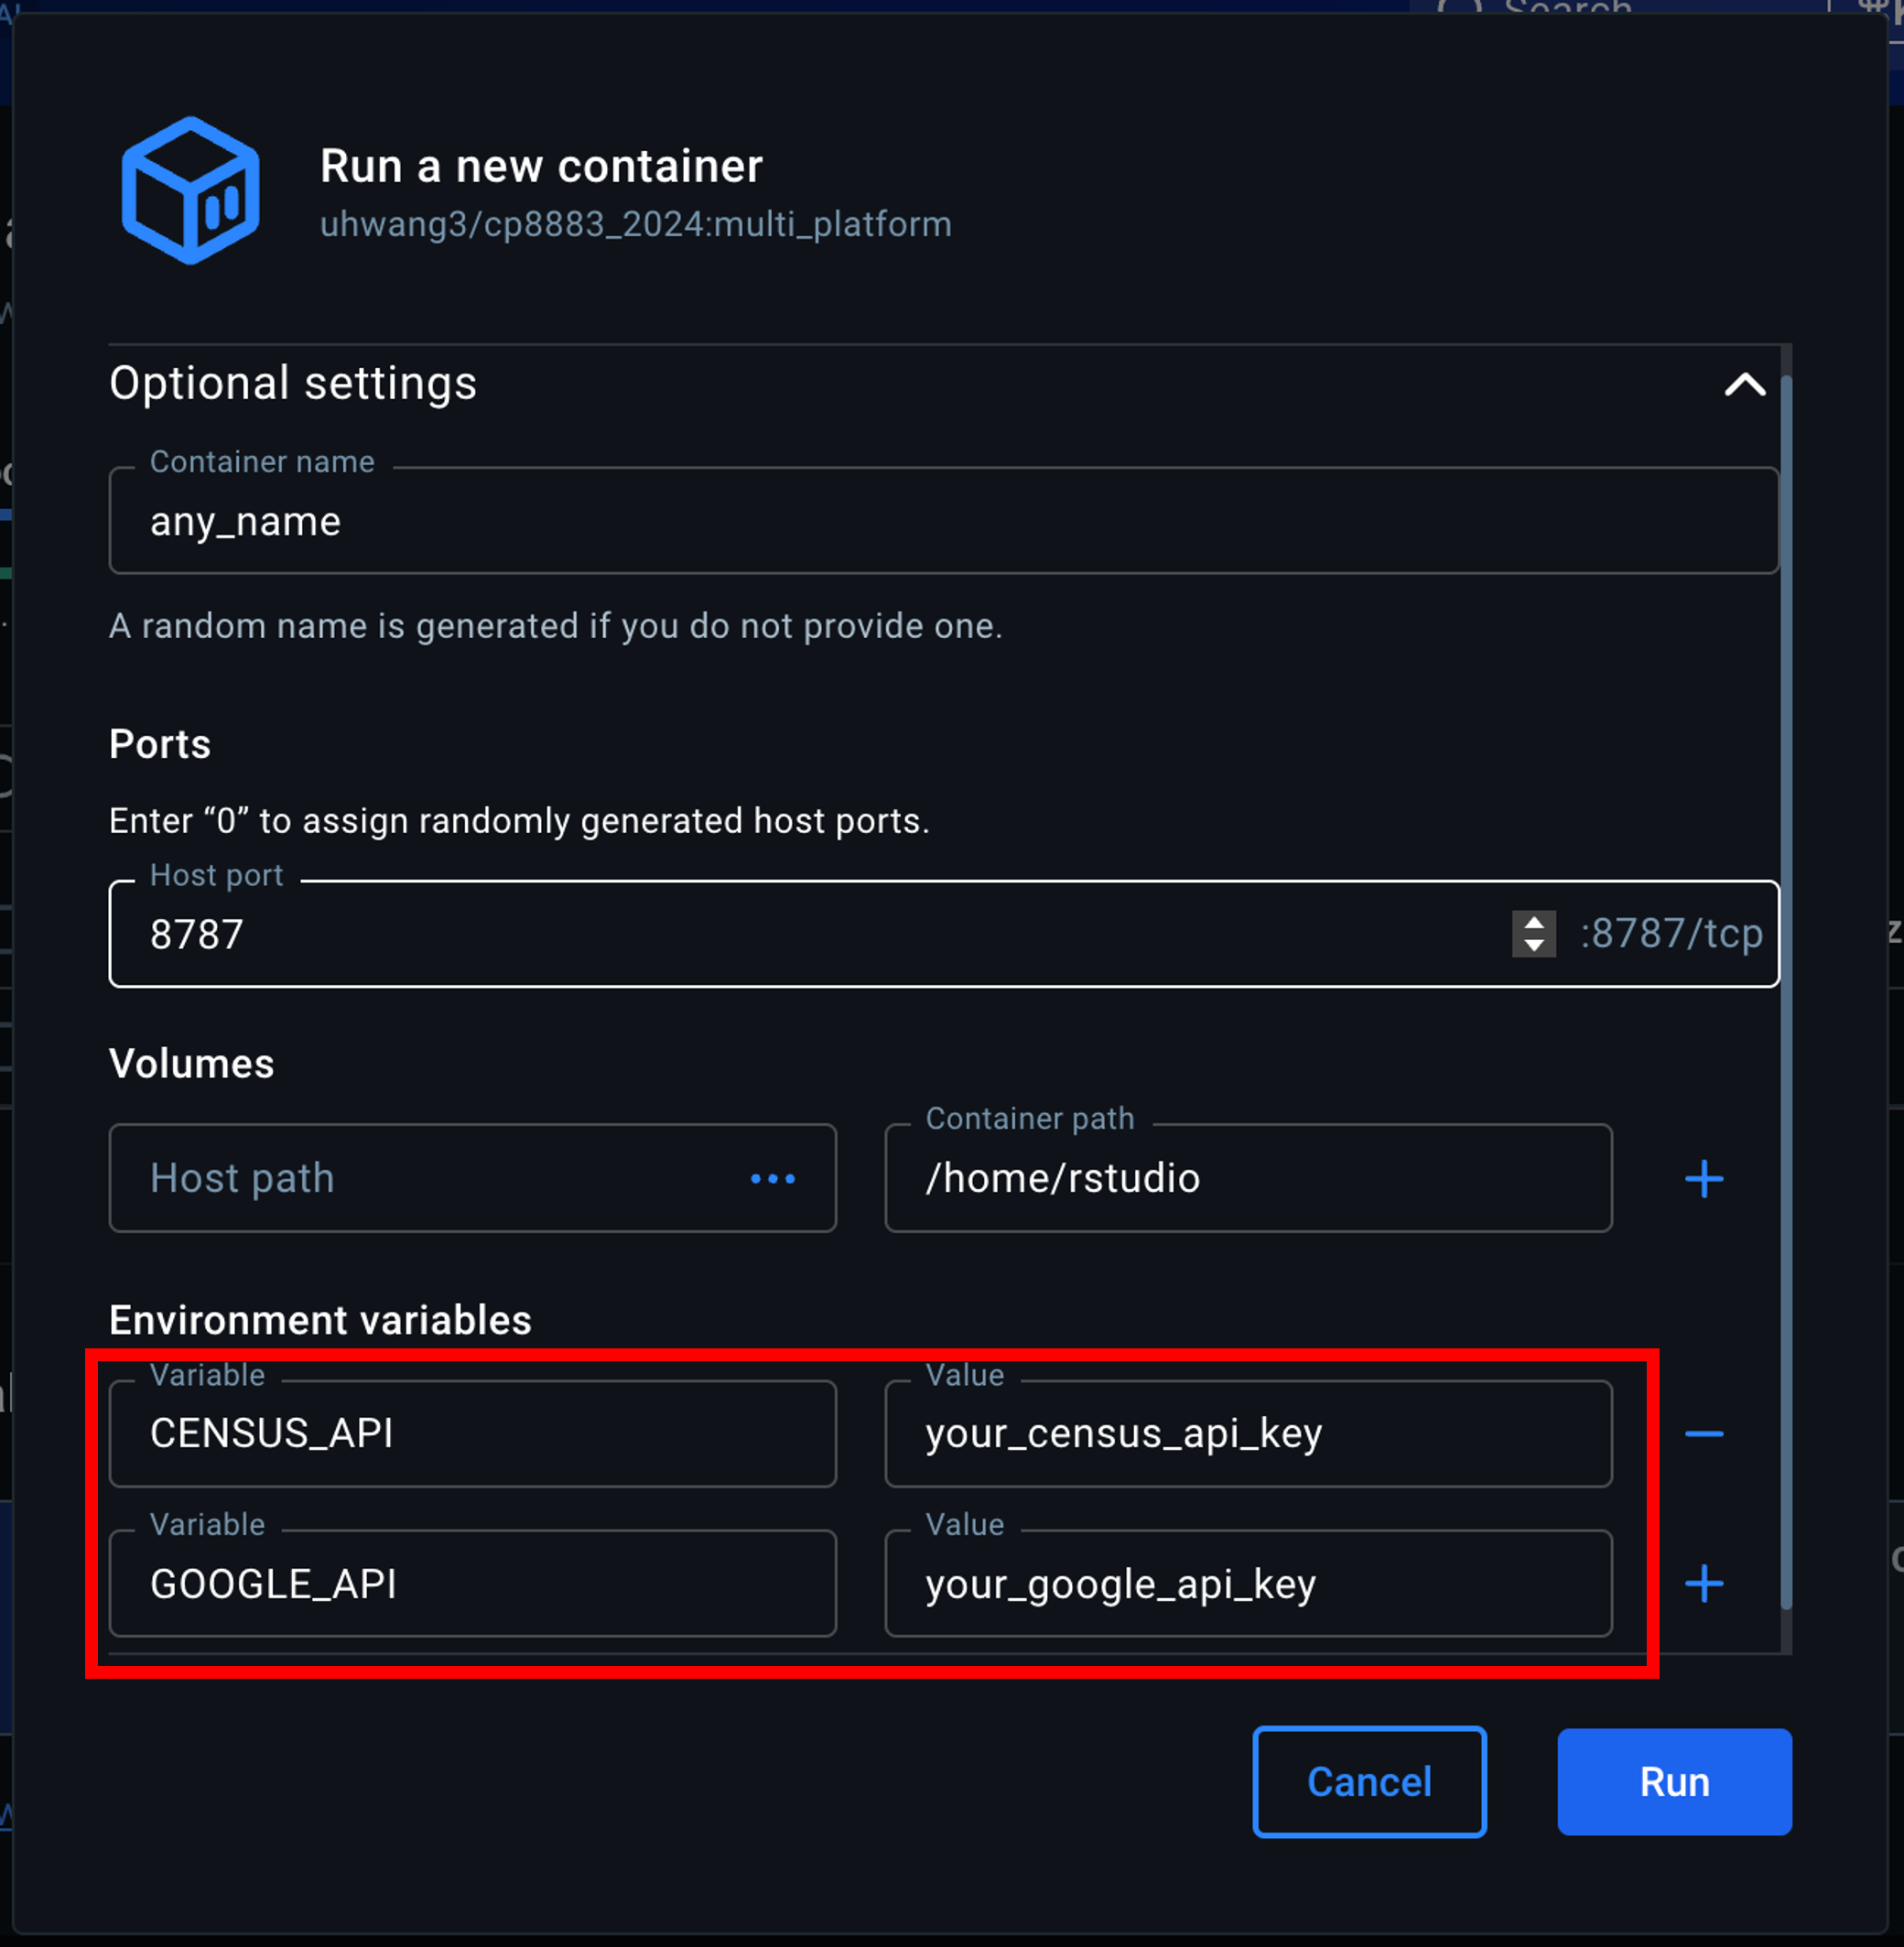 Search
Run a new container
uhwang3/cp8883_2024:multi_platform
Optional settings
Container name
any_name
A random name is generated if you do not provide one.
Ports
Enter “0” to assign randomly generated host ports.
Host port
8787 :8787/tcp
Volumes
Host path ••• Container path
/home/rstudio
Environment variables
Variable Value
CENSUS_API your_census_api_key
Variable Value
GOOGLE_API your_google_api_key
Cancel Run